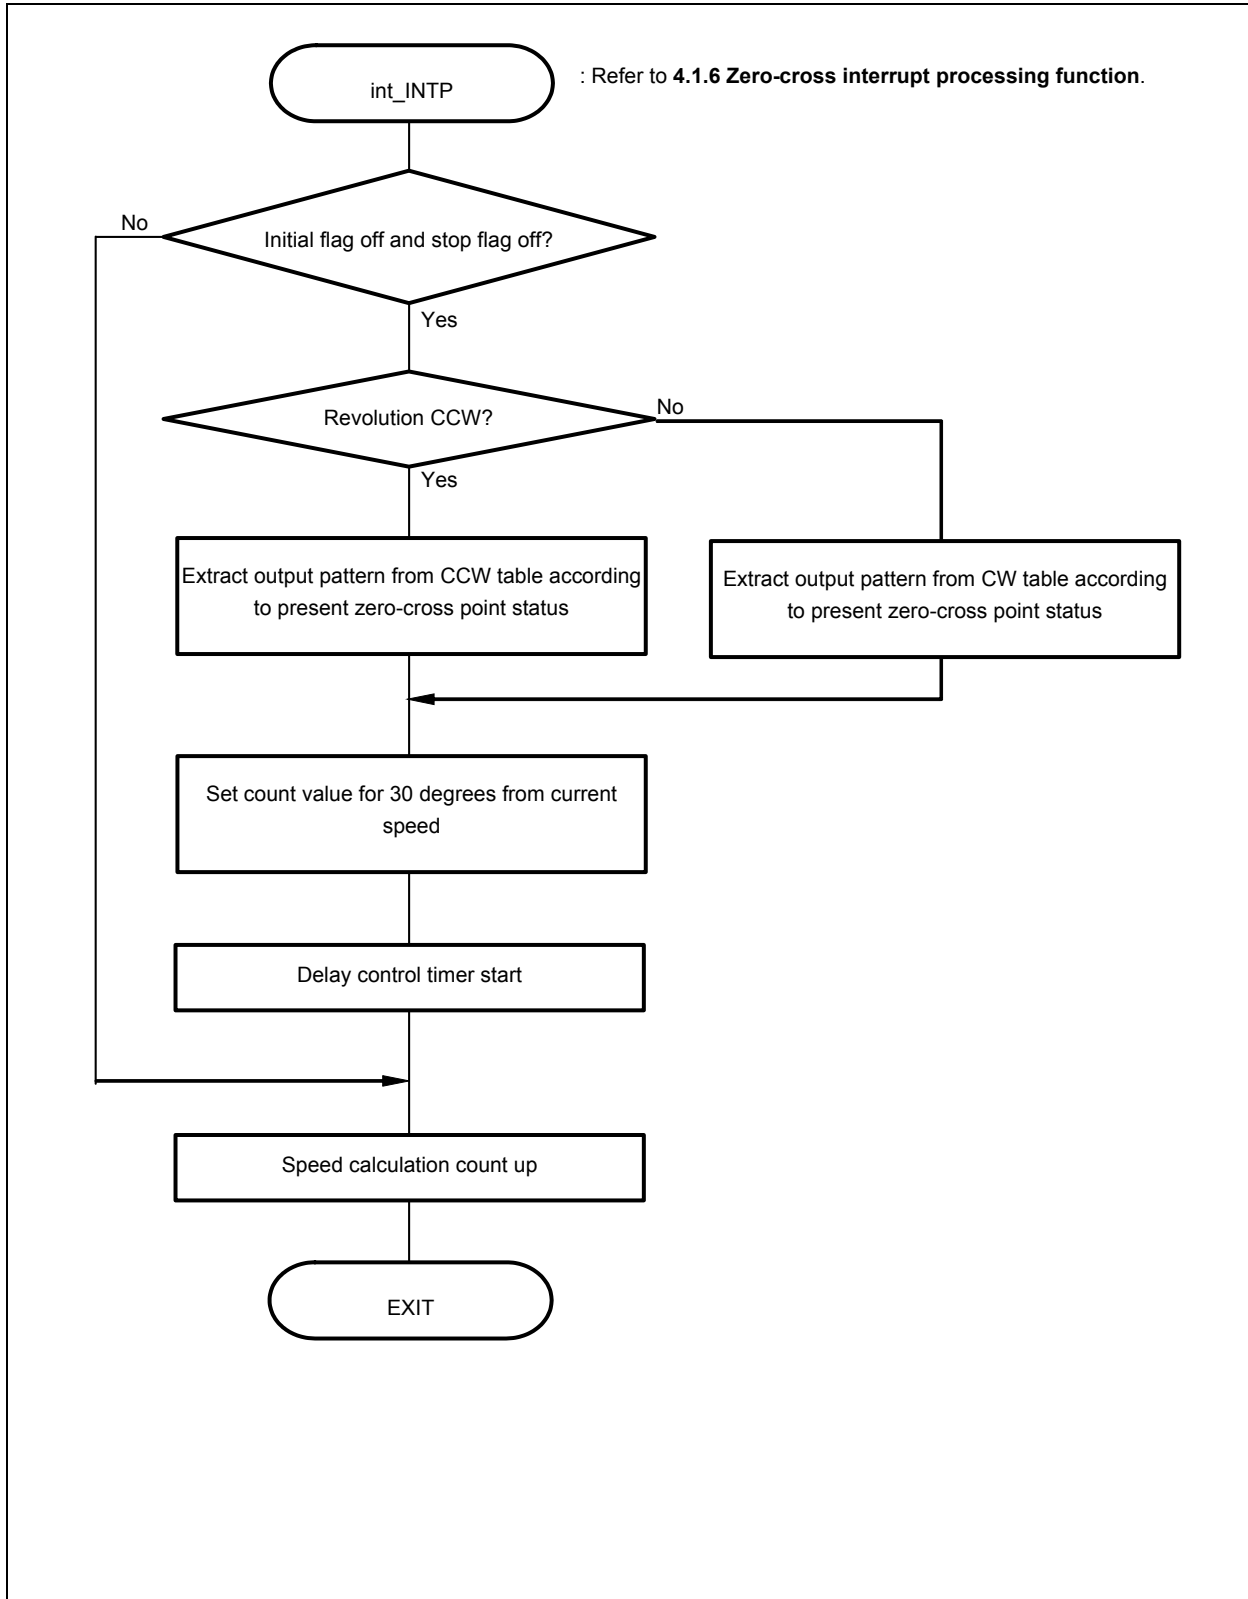 int_INTP
: Refer to 4.1.6 Zero-cross interrupt processing function.
No
Initial flag off and stop flag off?
Yes
Revolution CCW?
No
Yes
Extract output pattern from CCW table according
to present zero-cross point status
Extract output pattern from CW table according
to present zero-cross point status
Set count value for 30 degrees from current
speed
Delay control timer start
Speed calculation count up
EXIT